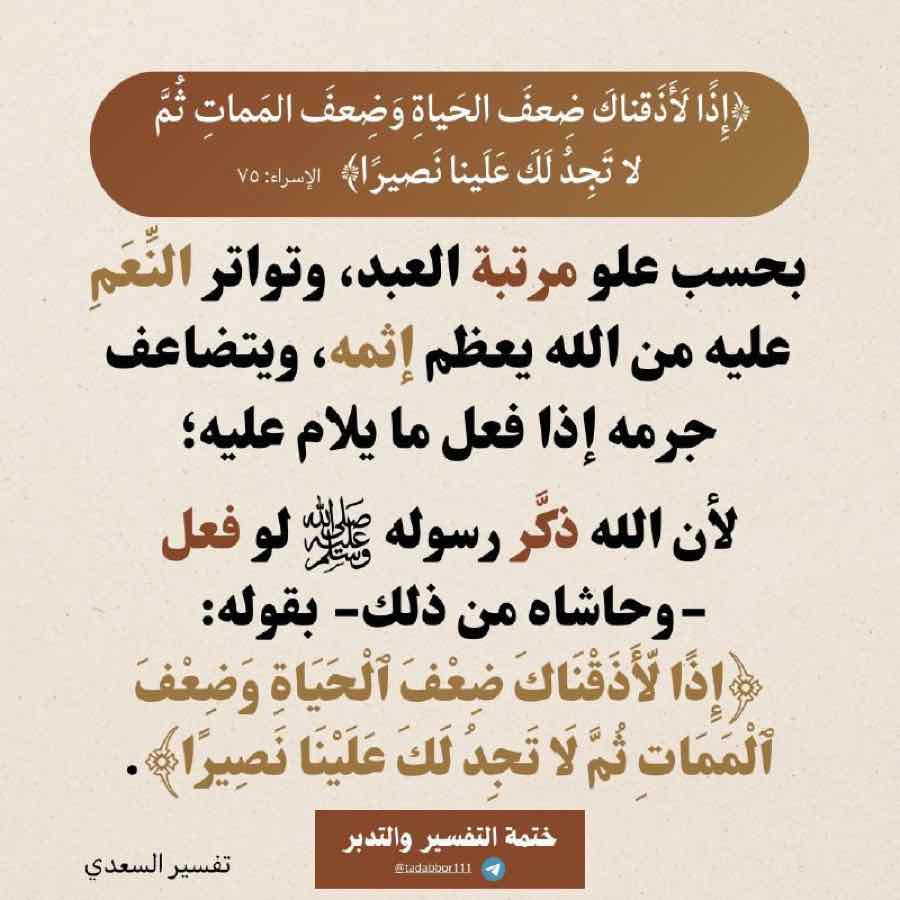 ﴿إِذًا لَأَذَقناكَ ضِعفَ الحَياةِ وَضِعفَ المَماتِ ثُمَّ
لا تَجِدُ لَكَ عَلَينا نَصيرًا﴾ الإسراء: ٧٥
بحسب علو مرتبة العبد، وتواتر النِّعَمِ
عليه من الله يعظم إثمه، ويتضاعف
جرمه إذا فعل ما يلام عليه؛
لأن الله ذكَّر رسوله ﷺ لو فعل
-وحاشاه من ذلك- بقوله:
﴿إِذًا لَّأَذَقْنَاكَ ضِعْفَ ٱلْحَيَاةِ وَضِعْفَ
ٱلْمَمَاتِ ثُمَّ لَا تَجِدُ لَكَ عَلَيْنَا نَصِيرًا﴾.
ختمة التفسير والتدبر
@tadabbor111
تفسير السعدي